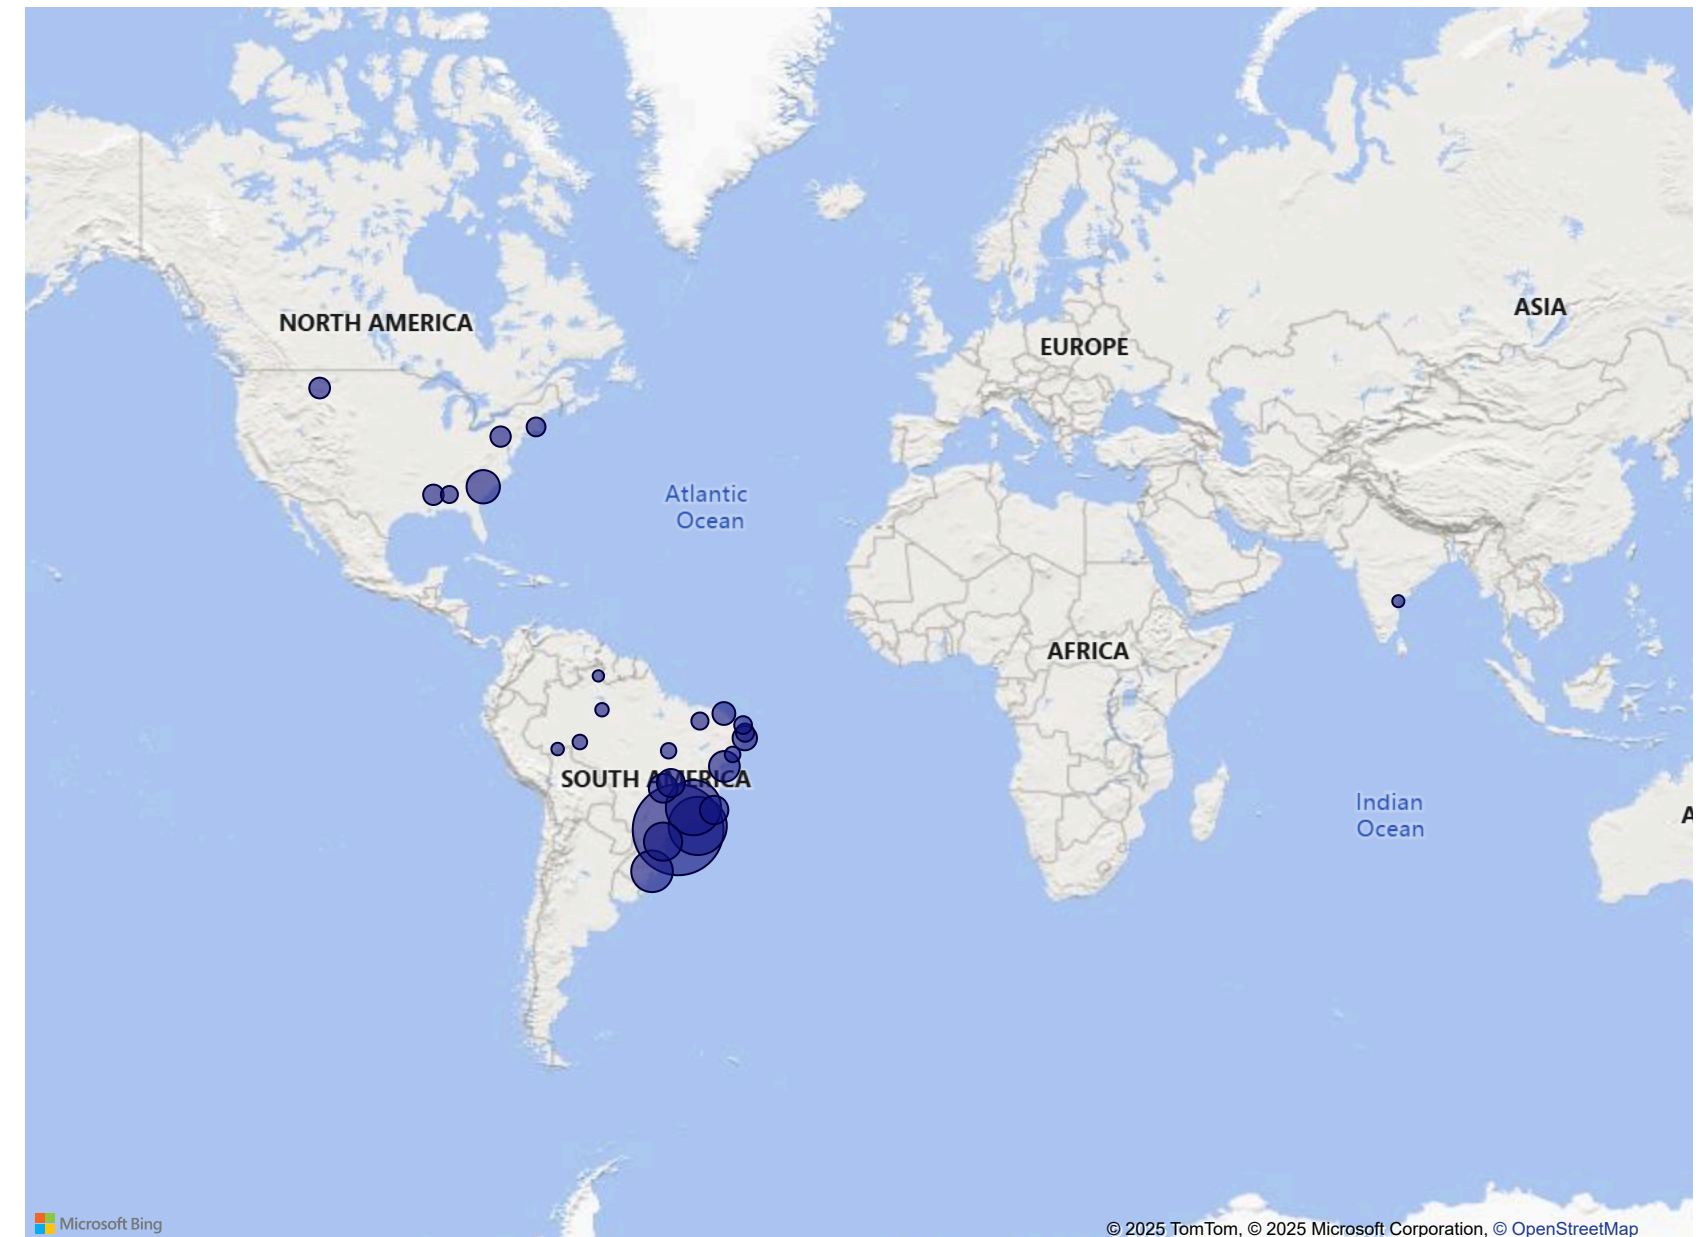 NORTH AMERICA
ASIA
EUROPE
Atlantic
Ocean
AFRICA
SOUTH AMERICA
Indian
Ocean
A
Microsoft Bing
© 2025 TomTom, © 2025 Microsoft Corporation, © OpenStreetMap